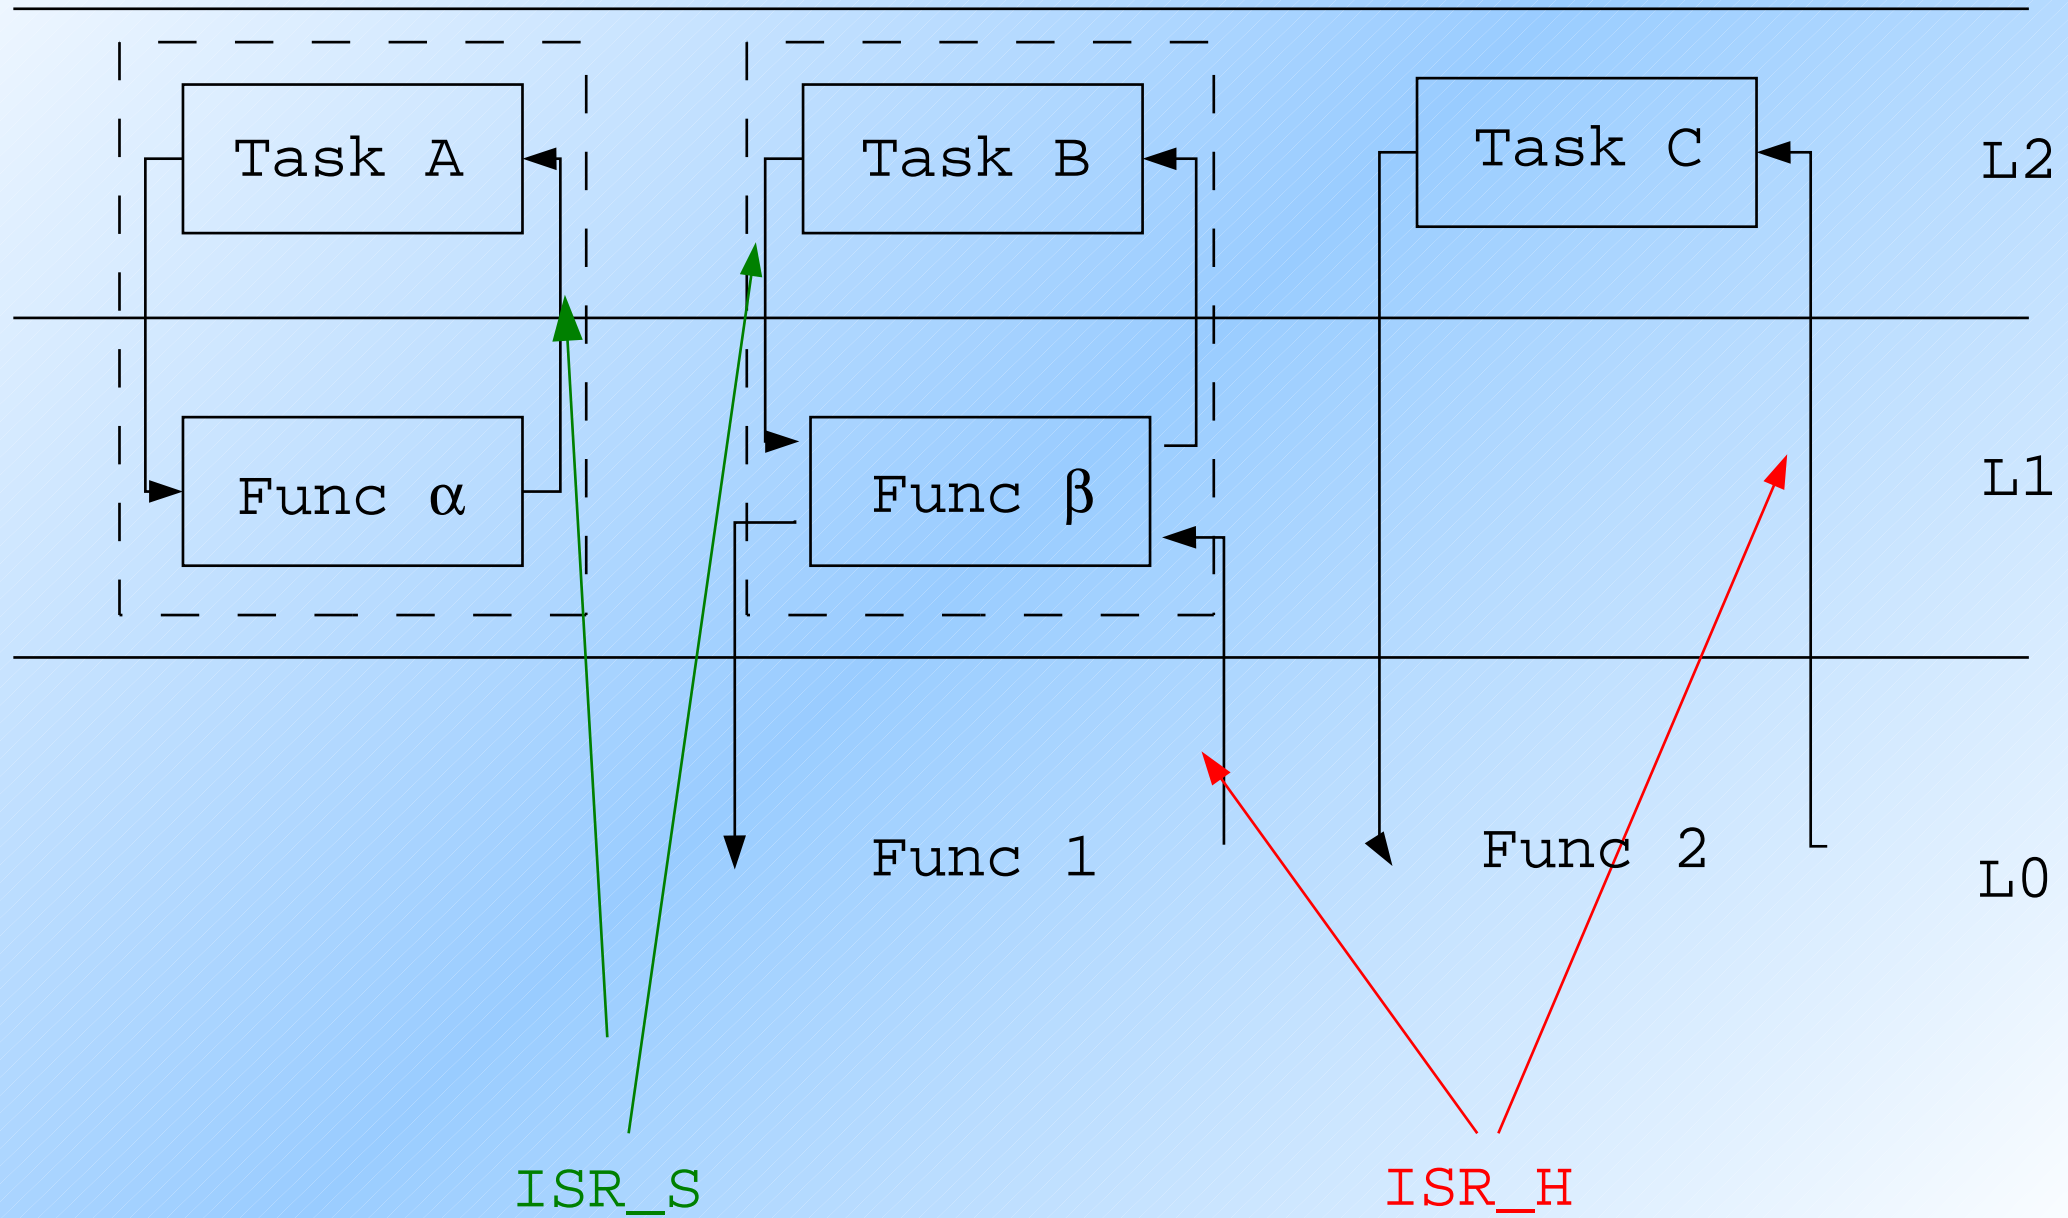 Task A
Task B
Task C
L2
Func α
Func β
L1
Func 1
Func 2
L0
ISR_S
ISR_H